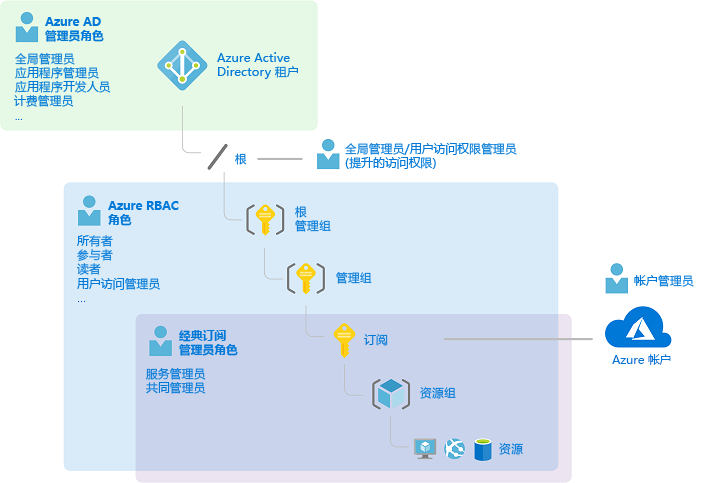 Azure AD
管理员角色
全局管理员
应用程序管理员
应用程序开发人员
计费管理员
...
Azure Active
Directory 租户
根
全局管理员/用户访问权限管理员
(提升的访问权限)
Azure RBAC
角色
所有者
参与者
读者
用户访问管理员
...
根
管理组
管理组
帐户管理员
经典订阅
管理员角色
服务管理员
共同管理员
订阅
Azure 帐户
资源组
资源